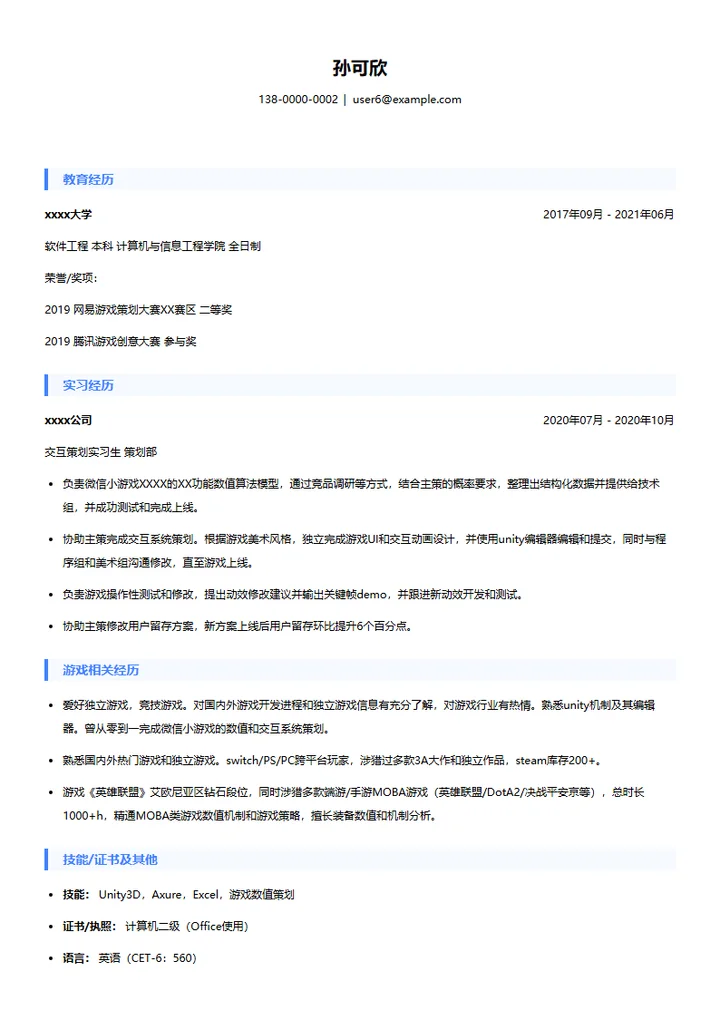 孙可欣
138-0000-0002 | user6@example.com
教育经历
xxxx大学 2017年09月 - 2021年06月
软件工程 本科 计算机与信息工程学院 全日制
荣誉/奖项：
2019 网易游戏策划大赛XX赛区 二等奖
2019 腾讯游戏创意大赛 参与奖
实习经历
xxxx公司 2020年07月 - 2020年10月
交互策划实习生 策划部
• 负责微信小游戏XXXX的XX功能数值算法模型，通过竞品调研等方式，结合主策的概率要求，整理出结构化数据并提供给技术
组，并成功测试和完成上线。
• 协助主策完成交互系统策划。根据游戏美术风格，独立完成游戏UI和交互动画设计，并使用unity编辑器编辑和提交，同时与程
序组和美术组沟通修改，直至游戏上线。
• 负责游戏操作性测试和修改，提出动效修改建议并输出关键帧demo，并跟进新动效开发和测试。
• 协助主策修改用户留存方案，新方案上线后用户留存环比提升6个百分点。
游戏相关经历
• 爱好独立游戏，竞技游戏。对国内外游戏开发进程和独立游戏信息有充分了解，对游戏行业有热情。熟悉unity机制及其编辑
器。曾从零到一完成微信小游戏的数值和交互系统策划。
• 熟悉国内外热门游戏和独立游戏。switch/PS/PC跨平台玩家，涉猎过多款3A大作和独立作品，steam库存200+。
• 游戏《英雄联盟》艾欧尼亚区钻石段位，同时涉猎多款端游/手游MOBA游戏（英雄联盟/DotA2/决战平安京等），总时长
1000+h，精通MOBA类游戏数值机制和游戏策略，擅长装备数值和机制分析。
技能/证书及其他
• 技能： Unity3D，Axure，Excel，游戏数值策划
• 证书/执照： 计算机二级（Office使用）
• 语言： 英语（CET-6：560）